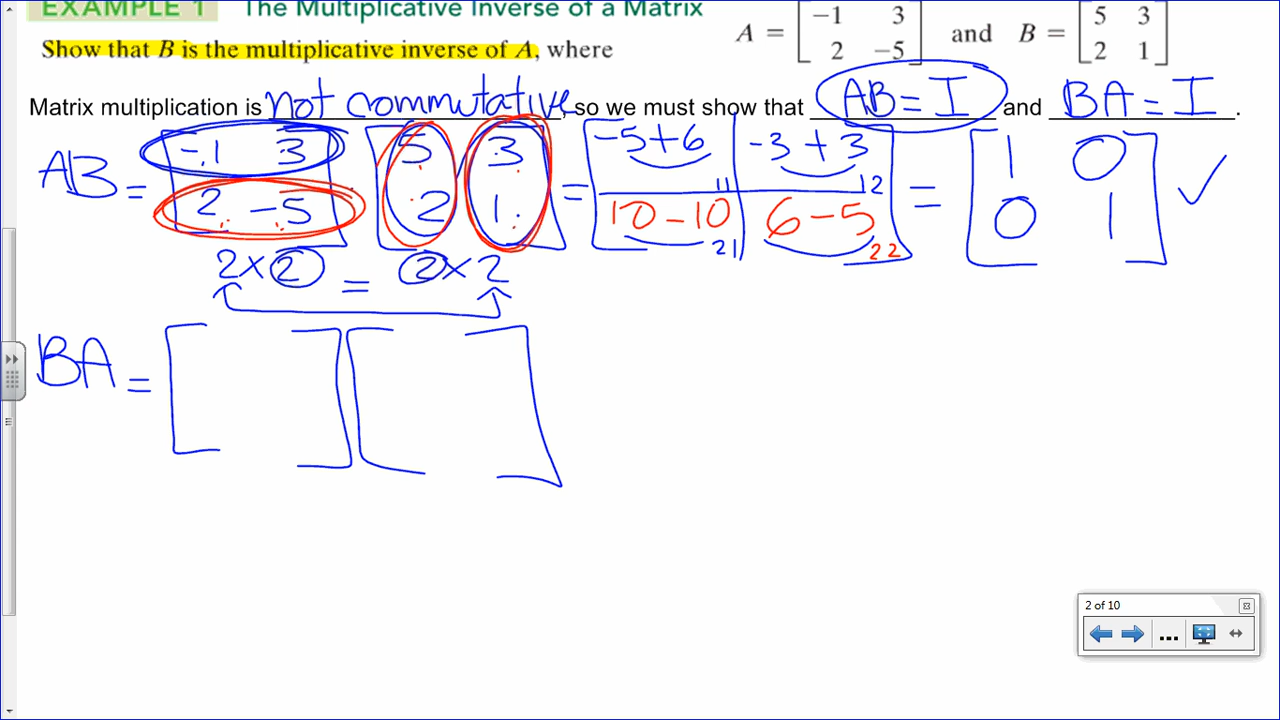 EXAMPLE 1 The Multiplicative Inverse of a Matrix
Show that B is the multiplicative inverse of A, where A = [ −1 3 and B = [ 5 3
2 −5 ] 2 1 ]
Matrix multiplication is not commutative, so we must show that AB = I and BA = I.
AB = [ -1 3 [ 5 3 = [ -5+6 -3+3 = [ 1 0 ✓
11 12
2 -5 ] 2 1 ] 10-10 6-5 ] 0 1 ]
21 22
2×2 = 2×2
BA = [ ] [ ]
2 of 10
...